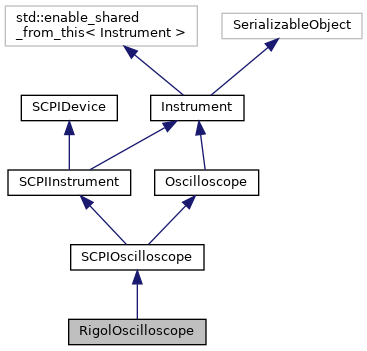 std::enable_shared
_from_this< Instrument >
SerializableObject
SCPIDevice
Instrument
SCPIInstrument
Oscilloscope
SCPIOscilloscope
RigolOscilloscope